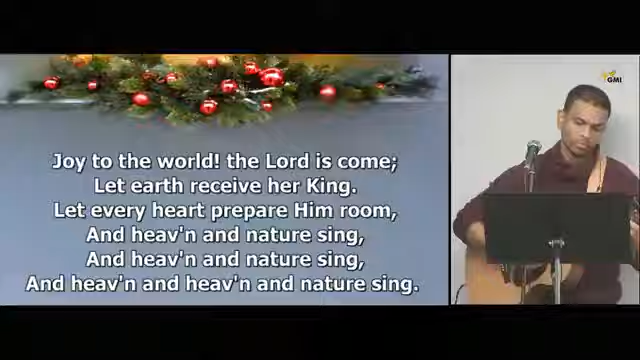 Joy to the world! the Lord is come;
Let earth receive her King.
Let every heart prepare Him room,
And heav'n and nature sing,
And heav'n and nature sing,
And heav'n and heav'n and nature sing.
GMI